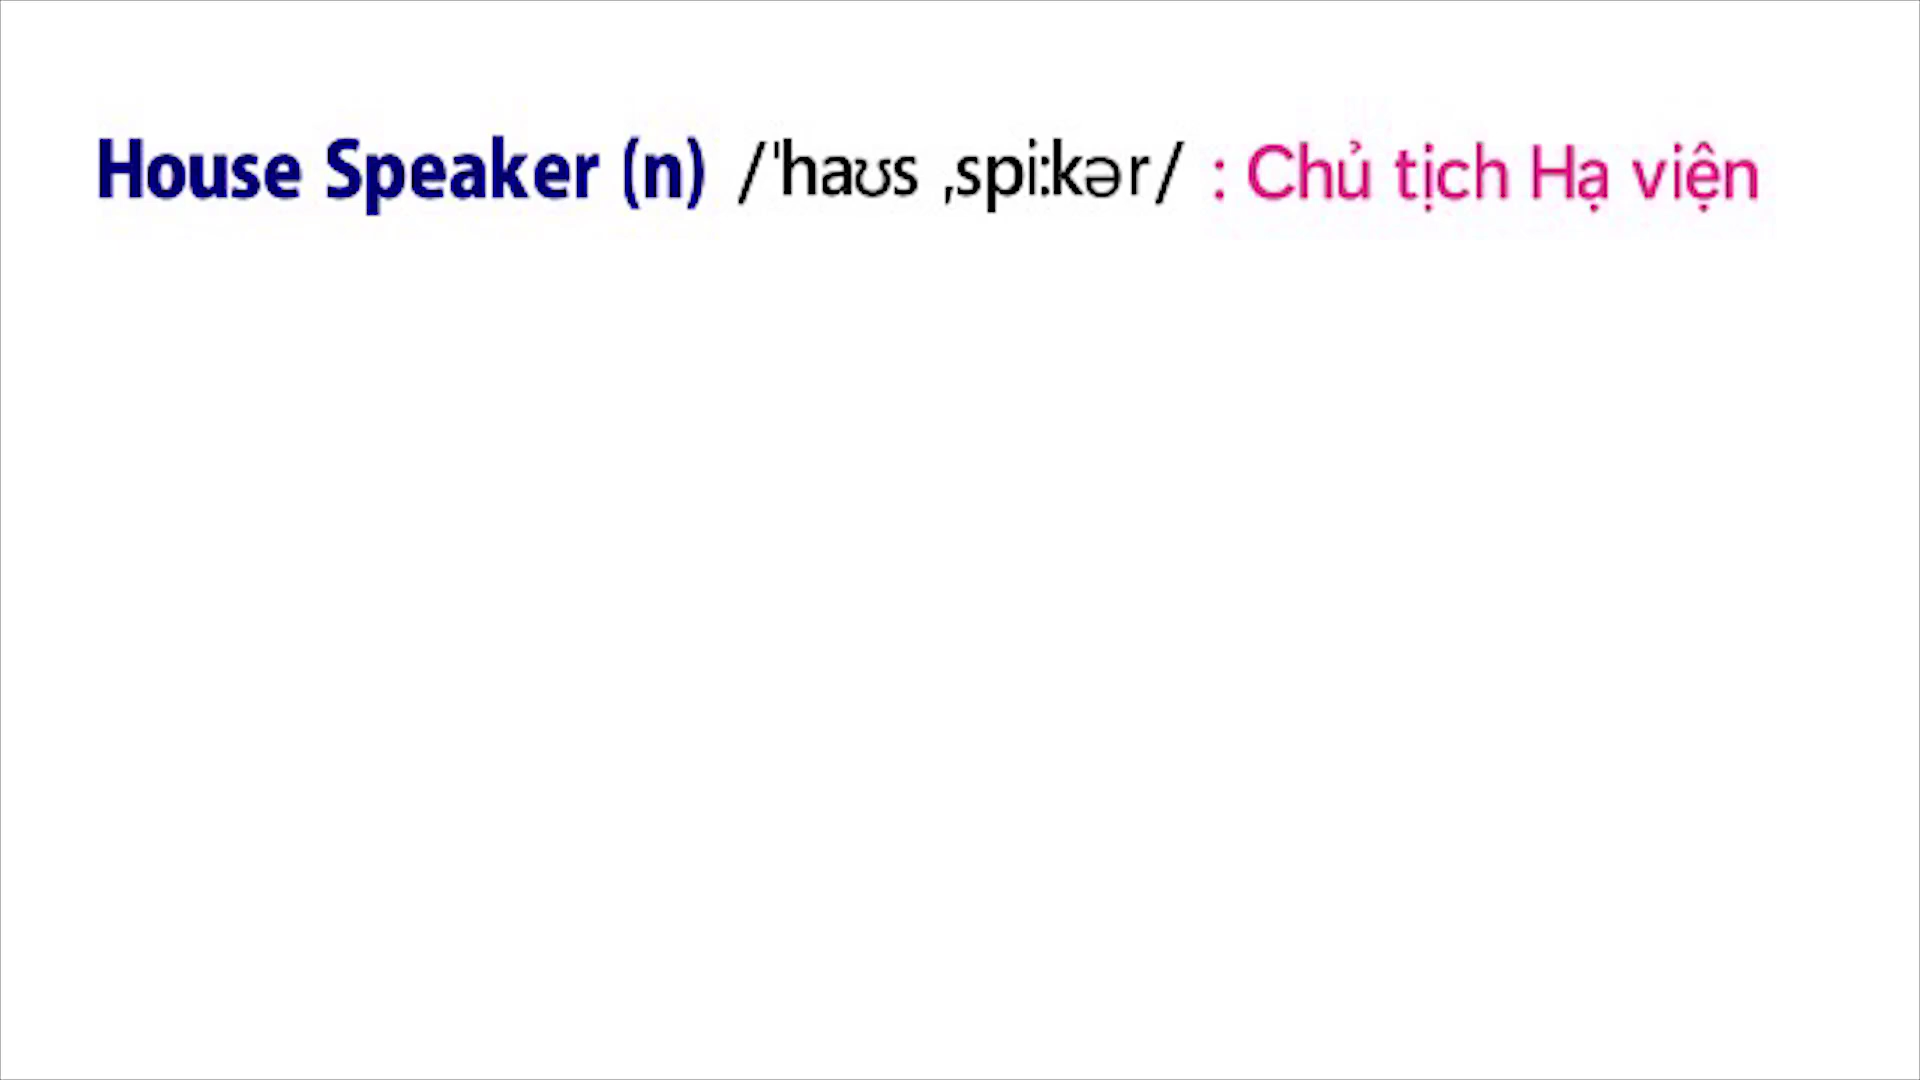 House Speaker (n) /ˈhaʊs ˌspiːkər/ : Chủ tịch Hạ viện